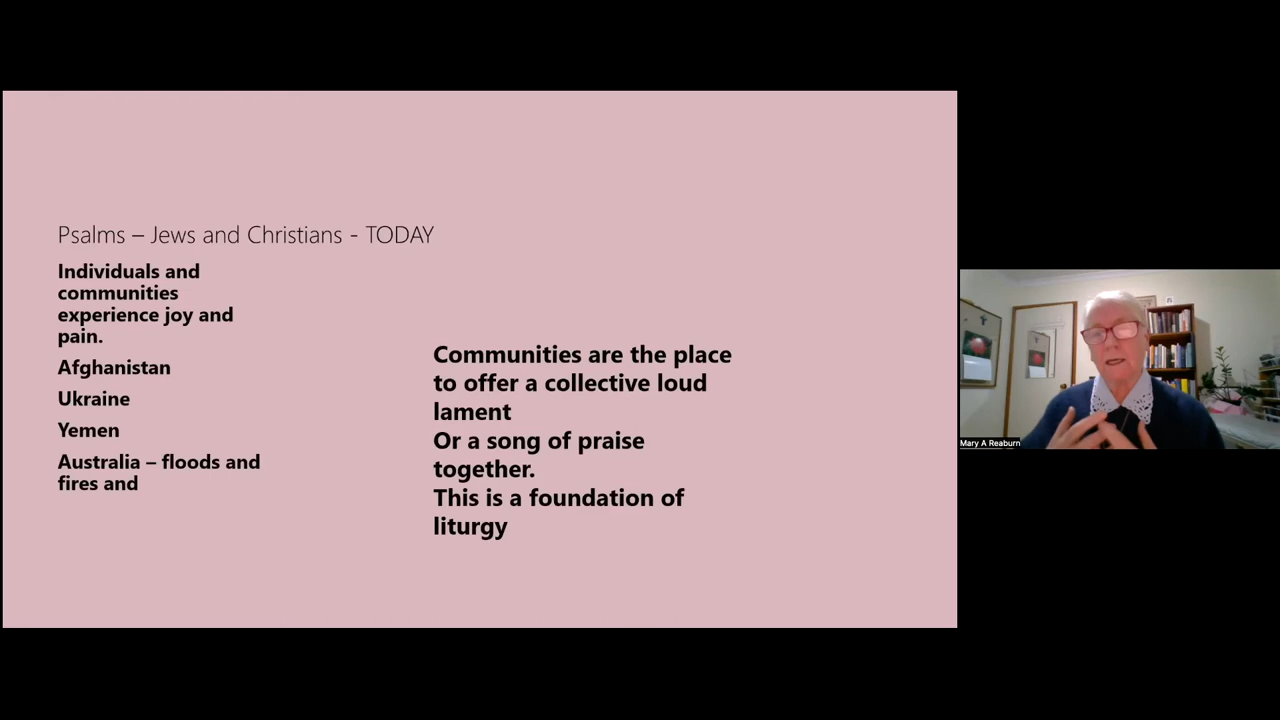 Psalms – Jews and Christians - TODAY
Individuals and
communities
experience joy and
pain.
Afghanistan
Ukraine
Yemen
Australia – floods and
fires and
Communities are the place
to offer a collective loud
lament
Or a song of praise
together.
This is a foundation of
liturgy
Mary A Reaburn